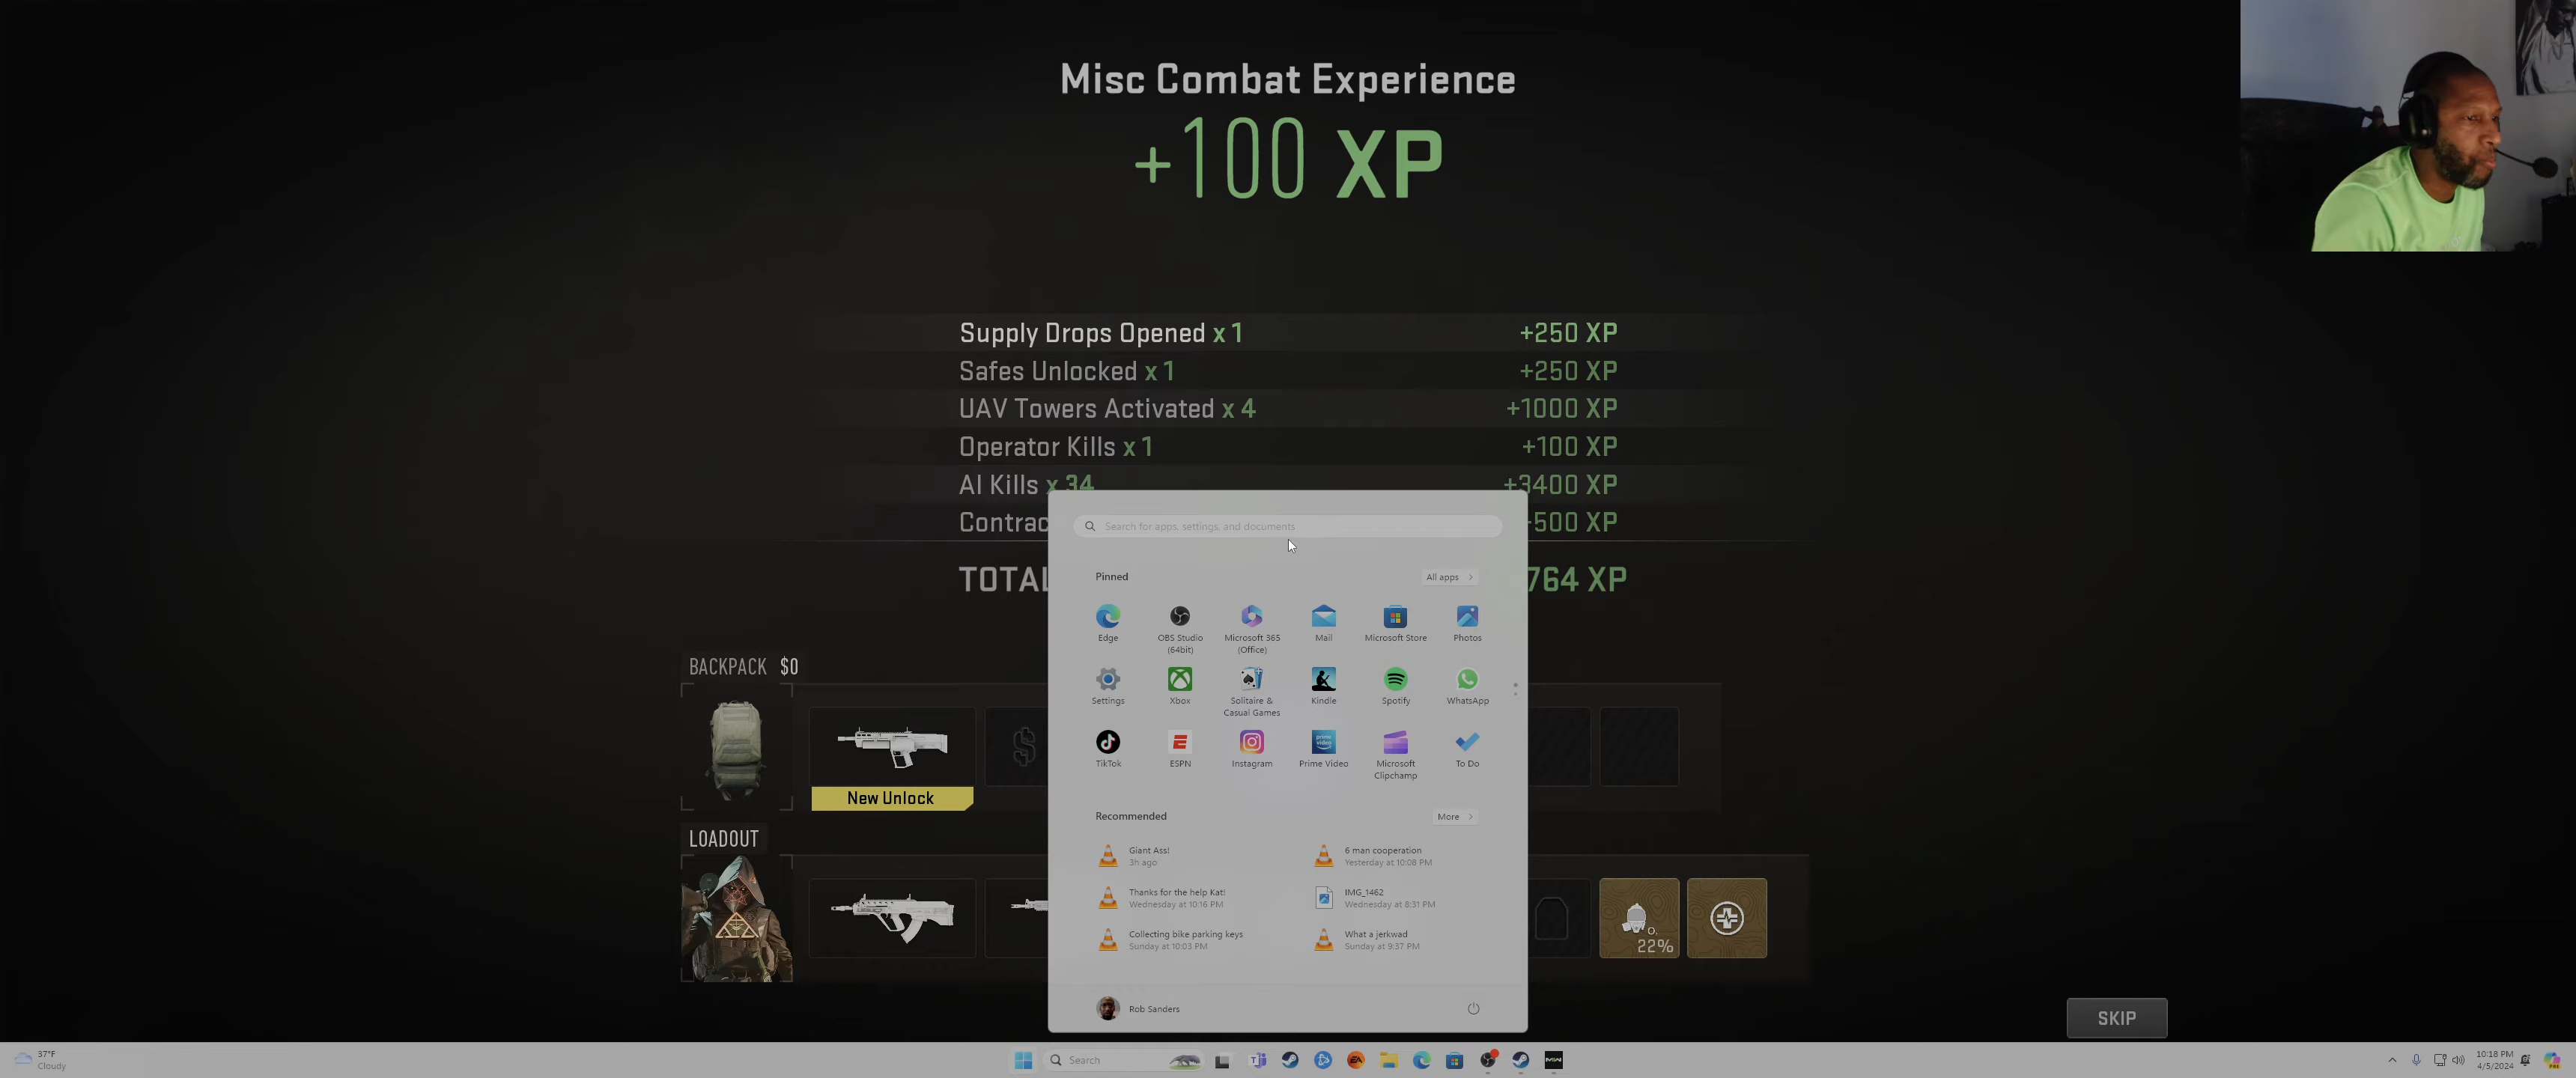 Misc Combat Experience
+100 XP
Supply Drops Opened x 1 +250 XP
Safes Unlocked x 1 +250 XP
UAV Towers Activated x 4 +1000 XP
Operator Kills x 1 +100 XP
AI Kills x 34 +3400 XP
Contrac 500 XP
TOTAL 764 XP
Search for apps, settings, and documents
Pinned All apps
Edge OBS Studio (64bit) Microsoft 365 (Office) Mail Microsoft Store Photos
Settings Xbox Solitaire & Casual Games Kindle Spotify WhatsApp
TikTok ESPN Instagram Prime Video Microsoft Clipchamp To Do
Recommended More
Giant Ass!
3h ago
6 man cooperation
Yesterday at 10:08 PM
Thanks for the help Kat!
Wednesday at 10:16 PM
IMG_1462
Wednesday at 8:31 PM
Collecting bike parking keys
Sunday at 10:03 PM
What a jerkwad
Sunday at 9:37 PM
Rob Sanders
BACKPACK $0
New Unlock
LOADOUT
O.
22%
SKIP
37°F
Cloudy
Search
10:18 PM
4/5/2024